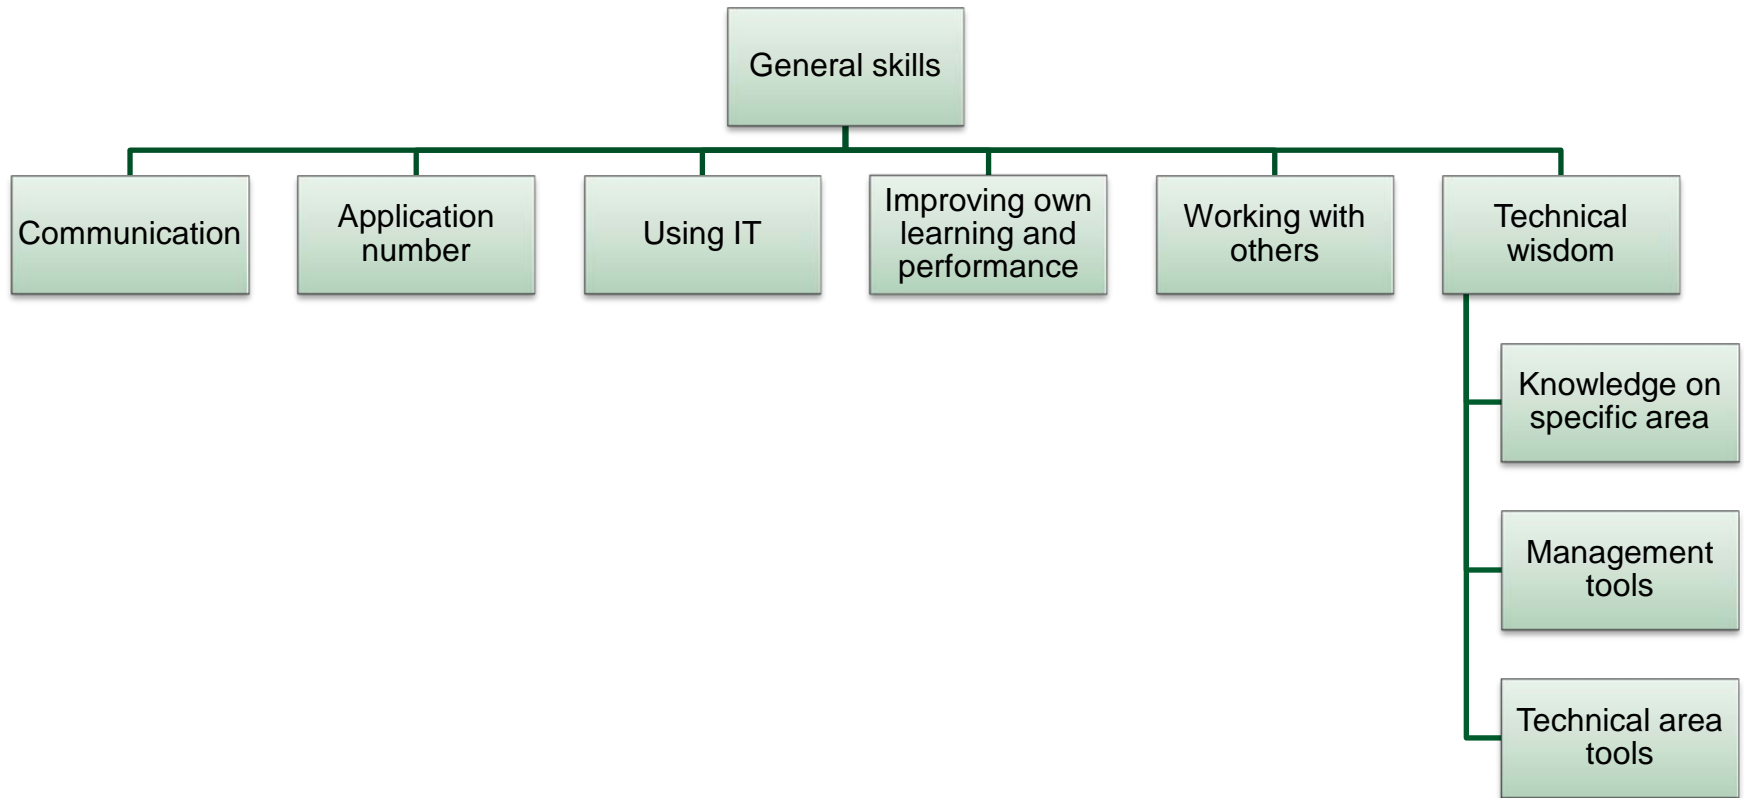 General skills
Communication
Application
number
Using IT
Improving own
learning and
performance
Working with
others
Technical
wisdom
Knowledge on
specific area
Management
tools
Technical area
tools